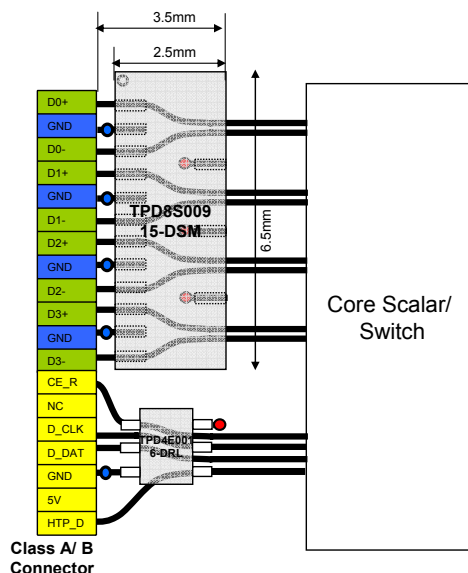 3.5mm
2.5mm
D0+
GND
D0-
D1+
GND
D1-
D2+
GND
D2-
D3+
GND
D3-
CE_R
NC
D_CLK
D_DAT
GND
5V
HTP_D
TPD8S009
15-DSM
6.5mm
TPD4E001
6-DRL
Core Scalar/
Switch
Class A/ B
Connector